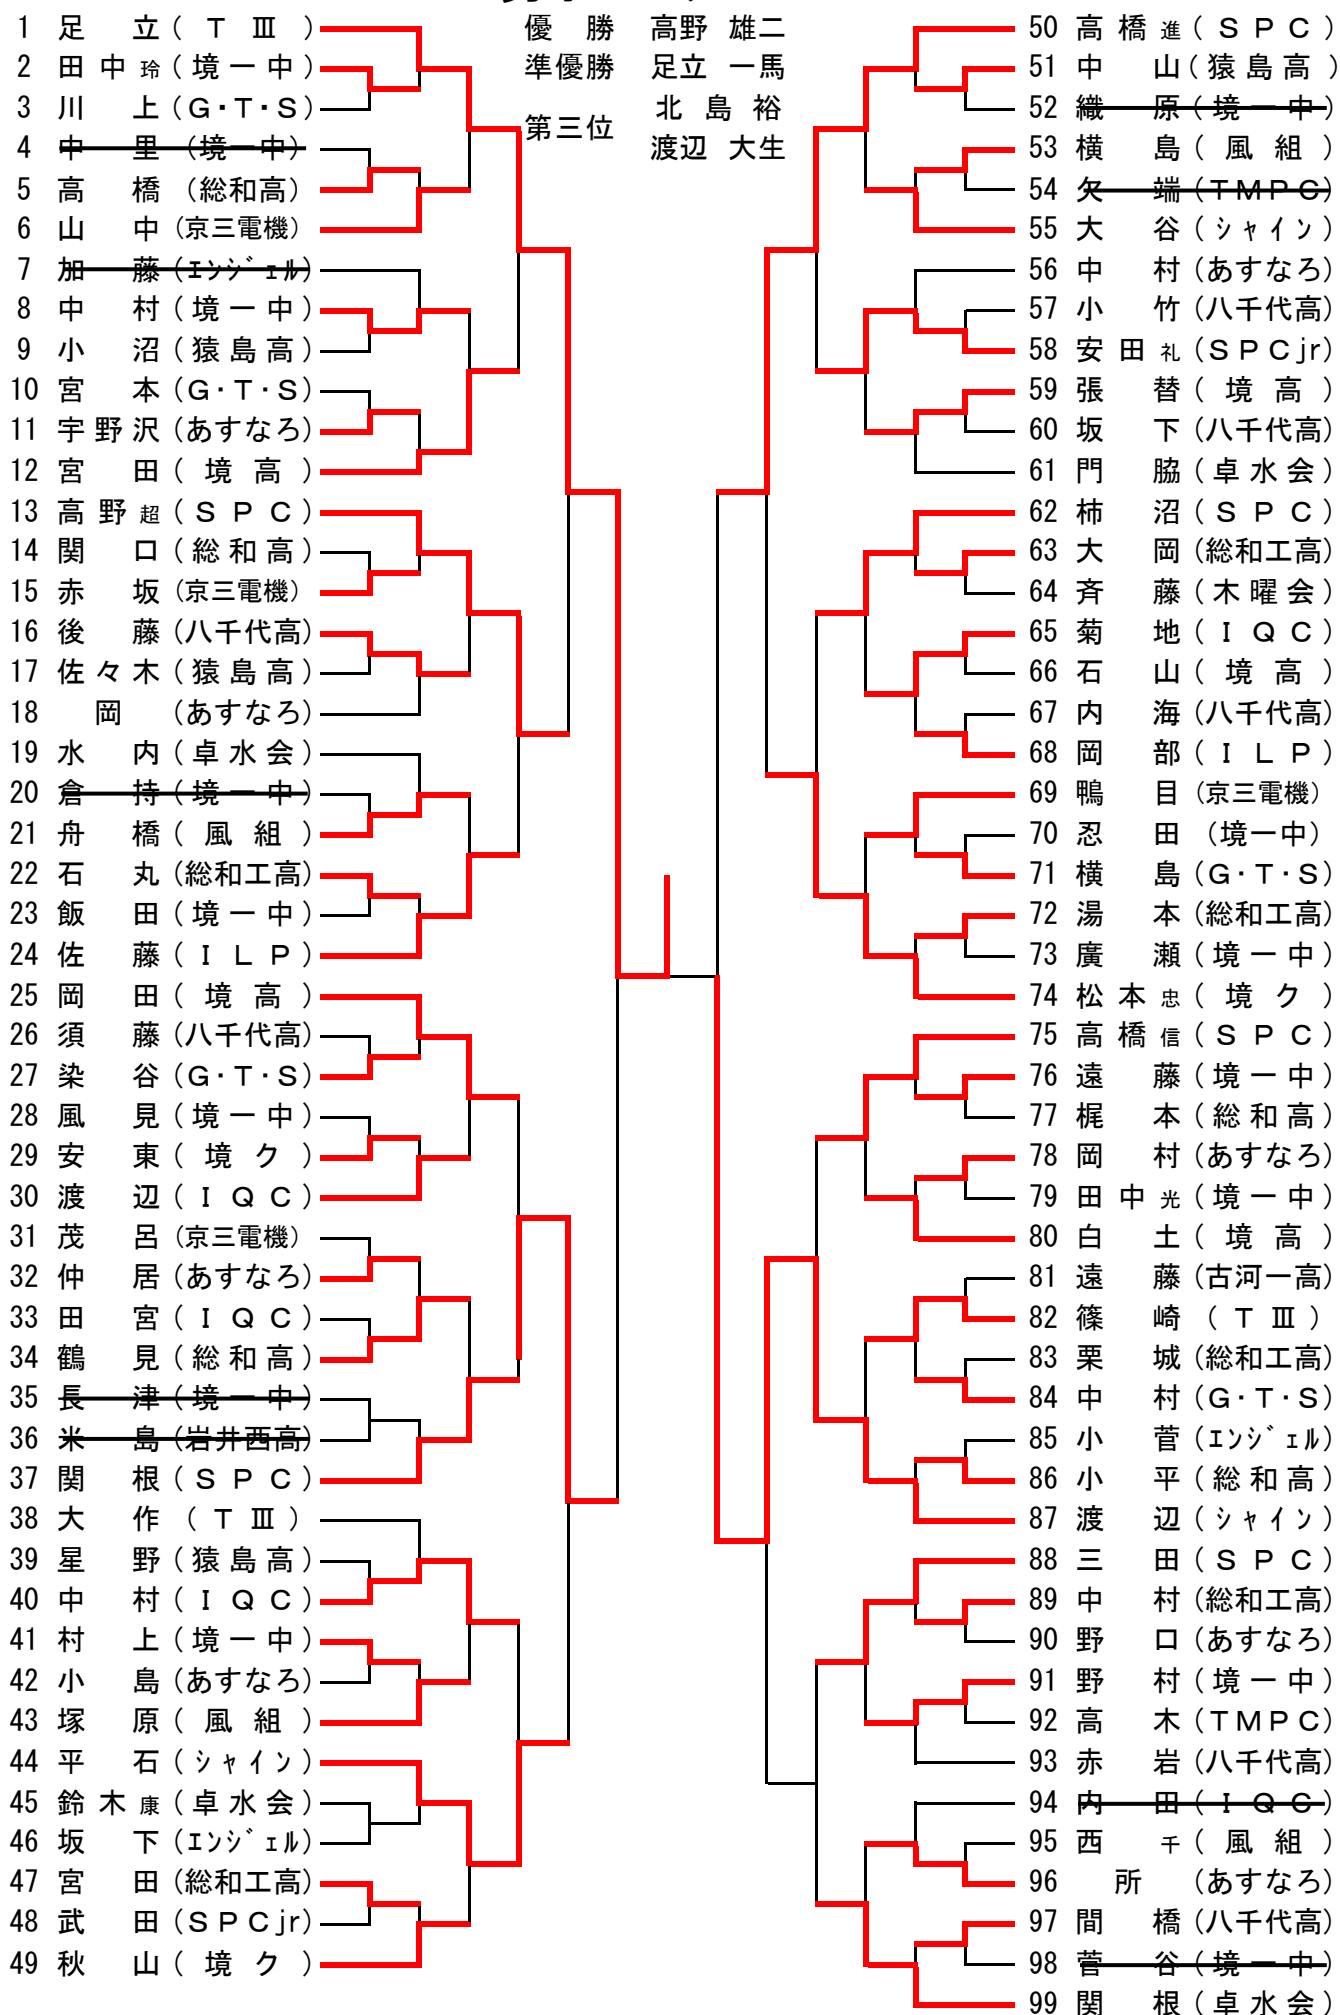 優勝 高野 雄二
準優勝 足立 一馬
第三位 北島 裕
渡辺 大生
1 足立(TⅢ)
2 田中玲(境一中)
3 川上(G・T・S)
4 中里(境一中)
5 高橋(総和高)
6 山中(京三電機)
7 加藤(ｴﾝｼﾞｪﾙ)
8 中村(境一中)
9 小沼(猿島高)
10 宮本(G・T・S)
11 宇野沢(あすなろ)
12 宮田(境高)
13 高野超(SPC)
14 関口(総和高)
15 赤坂(京三電機)
16 後藤(八千代高)
17 佐々木(猿島高)
18 岡(あすなろ)
19 水内(卓水会)
20 倉持(境一中)
21 舟橋(風組)
22 石丸(総和工高)
23 飯田(境一中)
24 佐藤(ILP)
25 岡田(境高)
26 須藤(八千代高)
27 染谷(G・T・S)
28 風見(境一中)
29 安東(境ク)
30 渡辺(IQC)
31 茂呂(京三電機)
32 仲居(あすなろ)
33 田宮(IQC)
34 鶴見(総和高)
35 長津(境一中)
36 米島(岩井西高)
37 関根(SPC)
38 大作(TⅢ)
39 星野(猿島高)
40 中村(IQC)
41 村上(境一中)
42 小島(あすなろ)
43 塚原(風組)
44 平石(ｼｬｲﾝ)
45 鈴木康(卓水会)
46 坂下(ｴﾝｼﾞｪﾙ)
47 宮田(総和工高)
48 武田(SPCjr)
49 秋山(境ク)
50 高橋進(SPC)
51 中山(猿島高)
52 織原(境一中)
53 横島(風組)
54 欠端(TMPC)
55 大谷(ｼｬｲﾝ)
56 中村(あすなろ)
57 小竹(八千代高)
58 安田礼(SPCjr)
59 張替(境高)
60 坂下(八千代高)
61 門脇(卓水会)
62 柿沼(SPC)
63 大岡(総和工高)
64 斉藤(木曜会)
65 菊地(IQC)
66 石山(境高)
67 内海(八千代高)
68 岡部(ILP)
69 鴨目(京三電機)
70 忍田(境一中)
71 横島(G・T・S)
72 湯本(総和工高)
73 廣瀬(境一中)
74 松本忠(境ク)
75 高橋信(SPC)
76 遠藤(境一中)
77 梶本(総和高)
78 岡村(あすなろ)
79 田中光(境一中)
80 白土(境高)
81 遠藤(古河一高)
82 篠崎(TⅢ)
83 栗城(総和工高)
84 中村(G・T・S)
85 小菅(ｴﾝｼﾞｪﾙ)
86 小平(総和高)
87 渡辺(ｼｬｲﾝ)
88 三田(SPC)
89 中村(総和工高)
90 野口(あすなろ)
91 野村(境一中)
92 高木(TMPC)
93 赤岩(八千代高)
94 内田(IQC)
95 西千(風組)
96 所(あすなろ)
97 間橋(八千代高)
98 菅谷(境一中)
99 関根(卓水会)